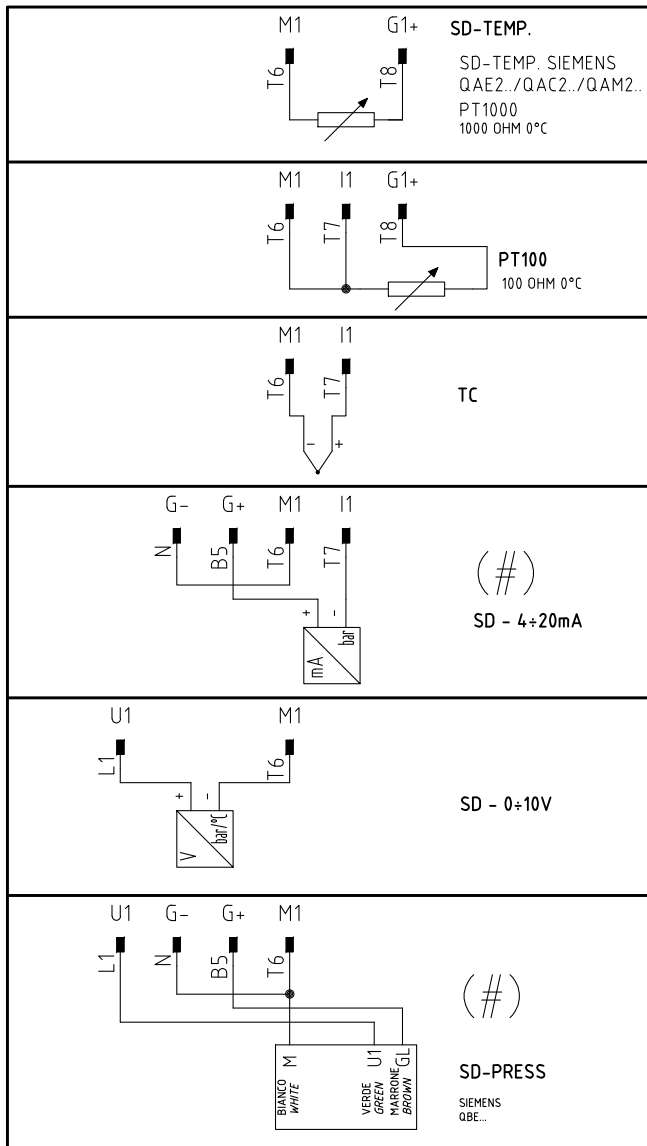 M1 G1+ SD-TEMP.
T6 T8
SD-TEMP. SIEMENS
QAE2../QAC2../QAM2..
PT1000
1000 OHM 0°C
M1 I1 G1+
T6 T7 T8
PT100
100 OHM 0°C
M1 I1
T6 T7
TC
- +
G- G+ M1 I1
N B5 T6 T7
(#)
+ -
mA bar
SD - 4÷20mA
U1 M1
L1 T6
+ -
V bar/°C
SD - 0÷10V
U1 G- G+ M1
L1 N B5 T6
(#)
M U1 GL
BIANCO VERDE MARRONE
WHITE GREEN BROWN
SD-PRESS
SIEMENS
QBE...